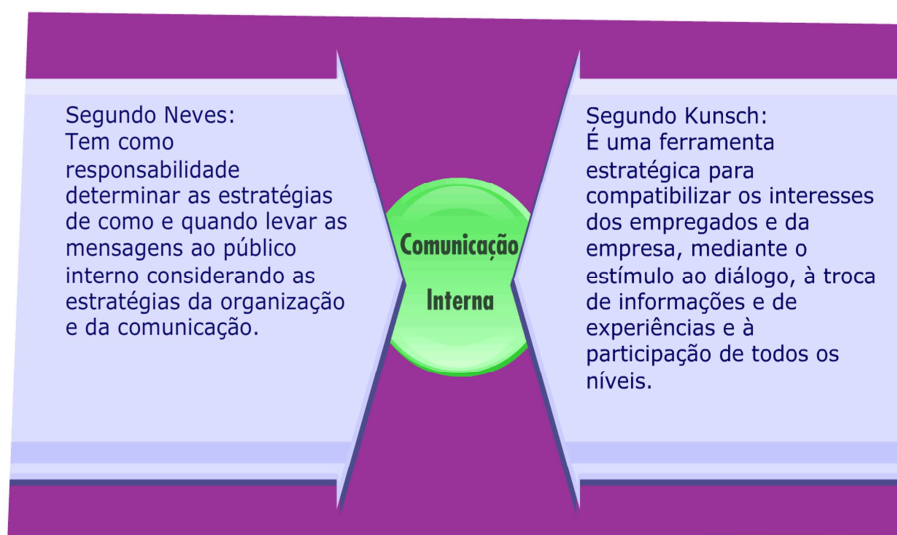 Segundo Neves:
Tem como
responsabilidade
determinar as estratégias
de como e quando levar as
mensagens ao público
interno considerando as
estratégias da organização
e da comunicação.
Comunicação
Interna
Segundo Kunsch:
É uma ferramenta
estratégica para
compatibilizar os interesses
dos empregados e da
empresa, mediante o
estímulo ao diálogo, à troca
de informações e de
experiências e à
participação de todos os
níveis.